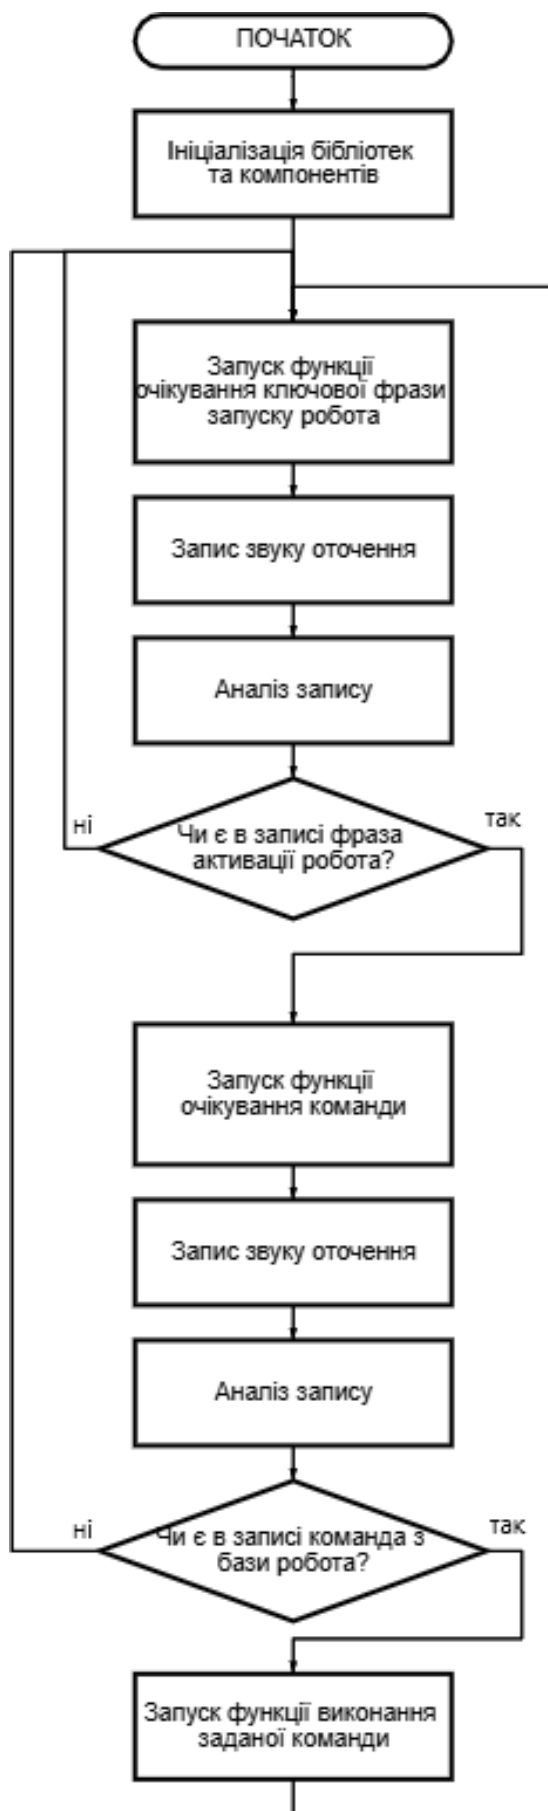 ПОЧАТОК
Ініціалізація бібліотек
та компонентів
Запуск функції
очікування ключової фрази
запуску робота
Запис звуку оточення
Аналіз запису
ні
так
Чи є в записі фраза
активації робота?
Запуск функції
очікування команди
Запис звуку оточення
Аналіз запису
ні
так
Чи є в записі команда з
бази робота?
Запуск функції виконання
заданої команди